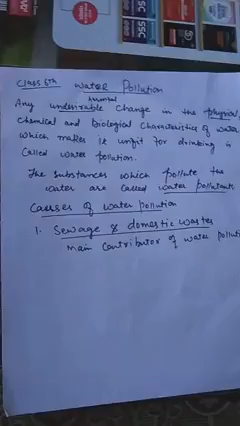 SSC
SSC
Class 6th Water Pollution
Any undesirable change in the physical,
chemical and biological characteristics of water
which makes it unfit for drinking is
called water pollution.
The substances which pollute the
water are called water pollutants
Causes of water pollution
1. Sewage & domestic wastes
main contributor of water